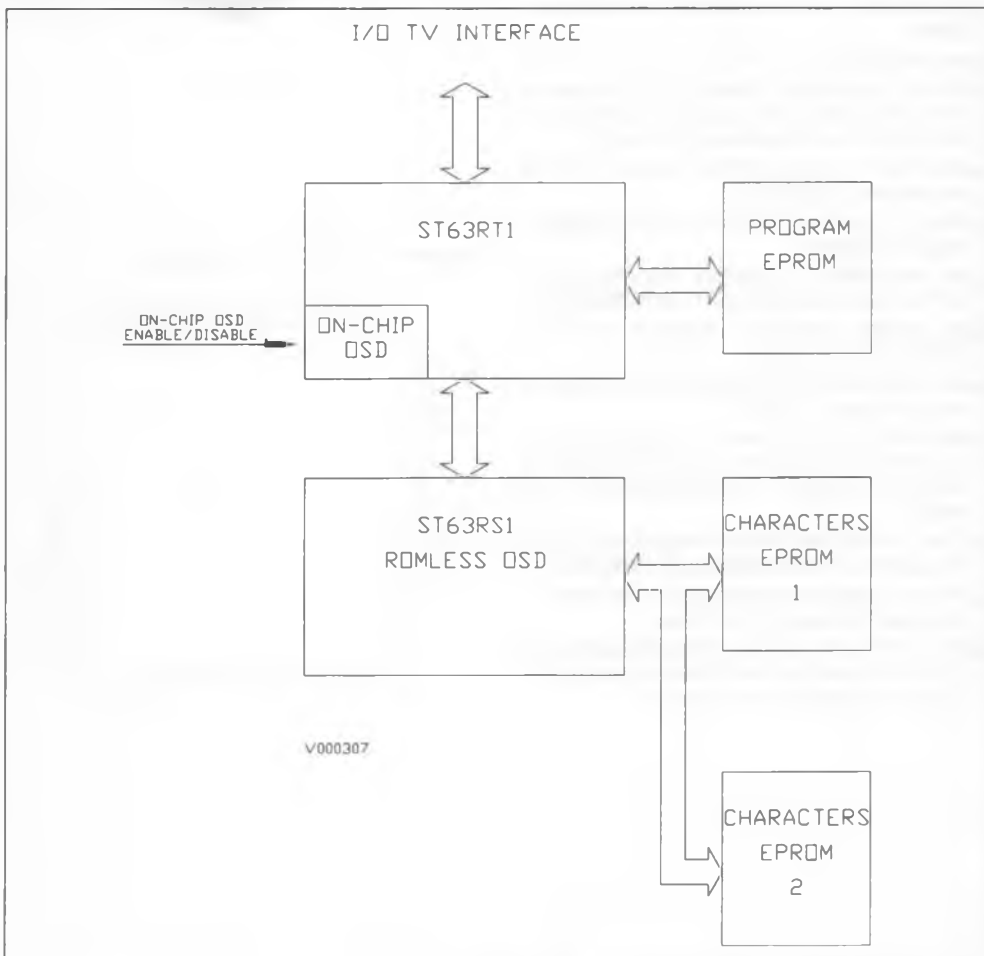 I/O TV INTERFACE
ST63RT1
PROGRAM
EPROM
ON-CHIP OSD
ENABLE/DISABLE
ON-CHIP
OSD
ST63RS1
ROMLESS OSD
CHARACTERS
EPROM
1
V000307
CHARACTERS
EPROM
2